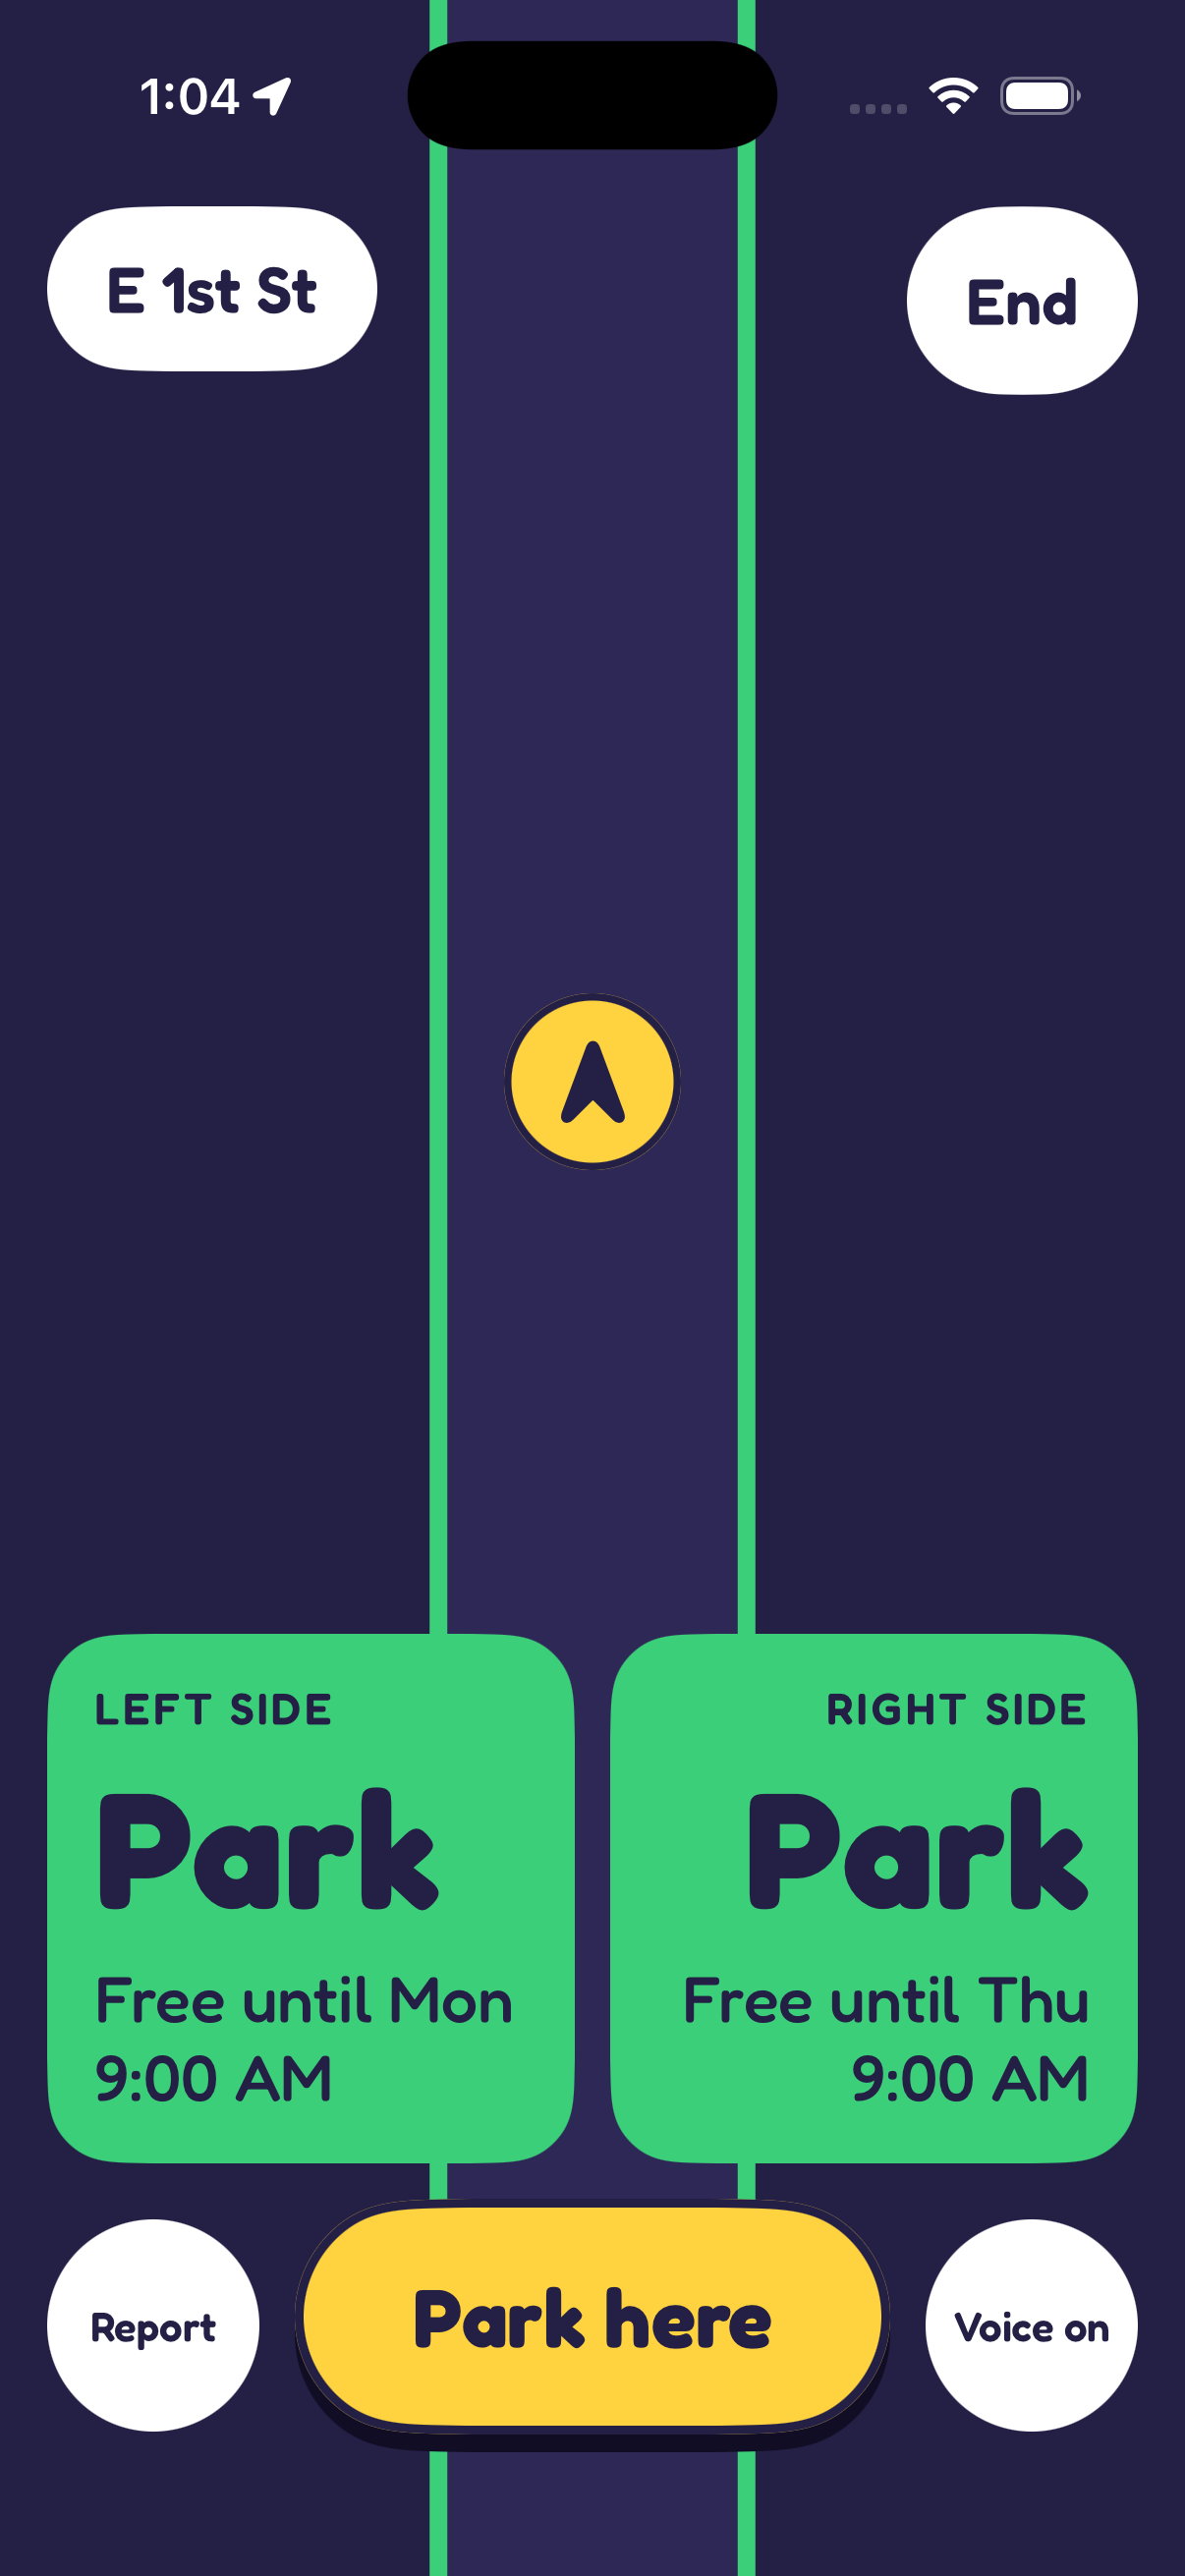 1:04
E 1st St
End
LEFT SIDE
Park
Free until Mon
9:00 AM
RIGHT SIDE
Park
Free until Thu
9:00 AM
Report
Park here
Voice on